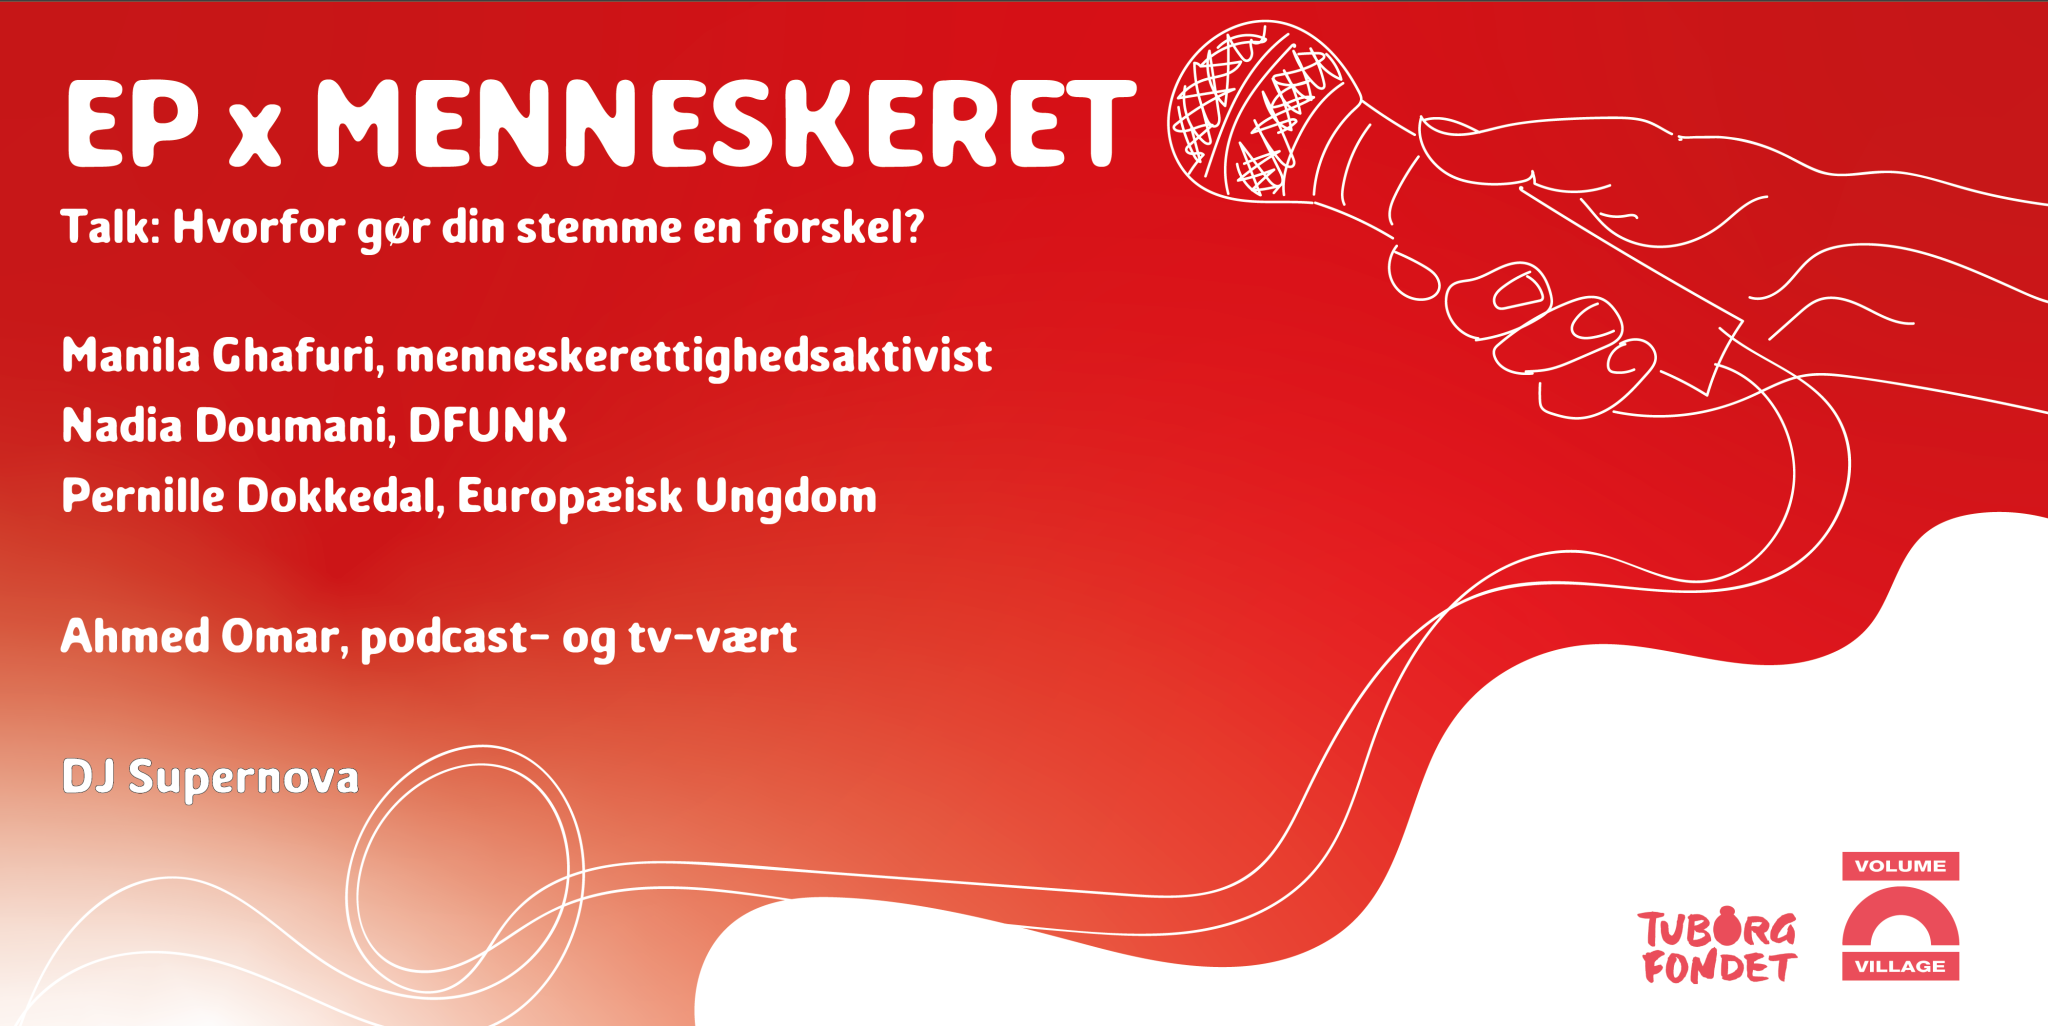 EP x MENNESKERET
Talk: Hvorfor gør din stemme en forskel?
Manila Ghafuri, menneskerettighedsaktivist
Nadia Doumani, DFUNK
Pernille Dokkedal, Europæisk Ungdom
Ahmed Omar, podcast- og tv-vært
DJ Supernova
TUBORG
FONDET
VOLUME
VILLAGE